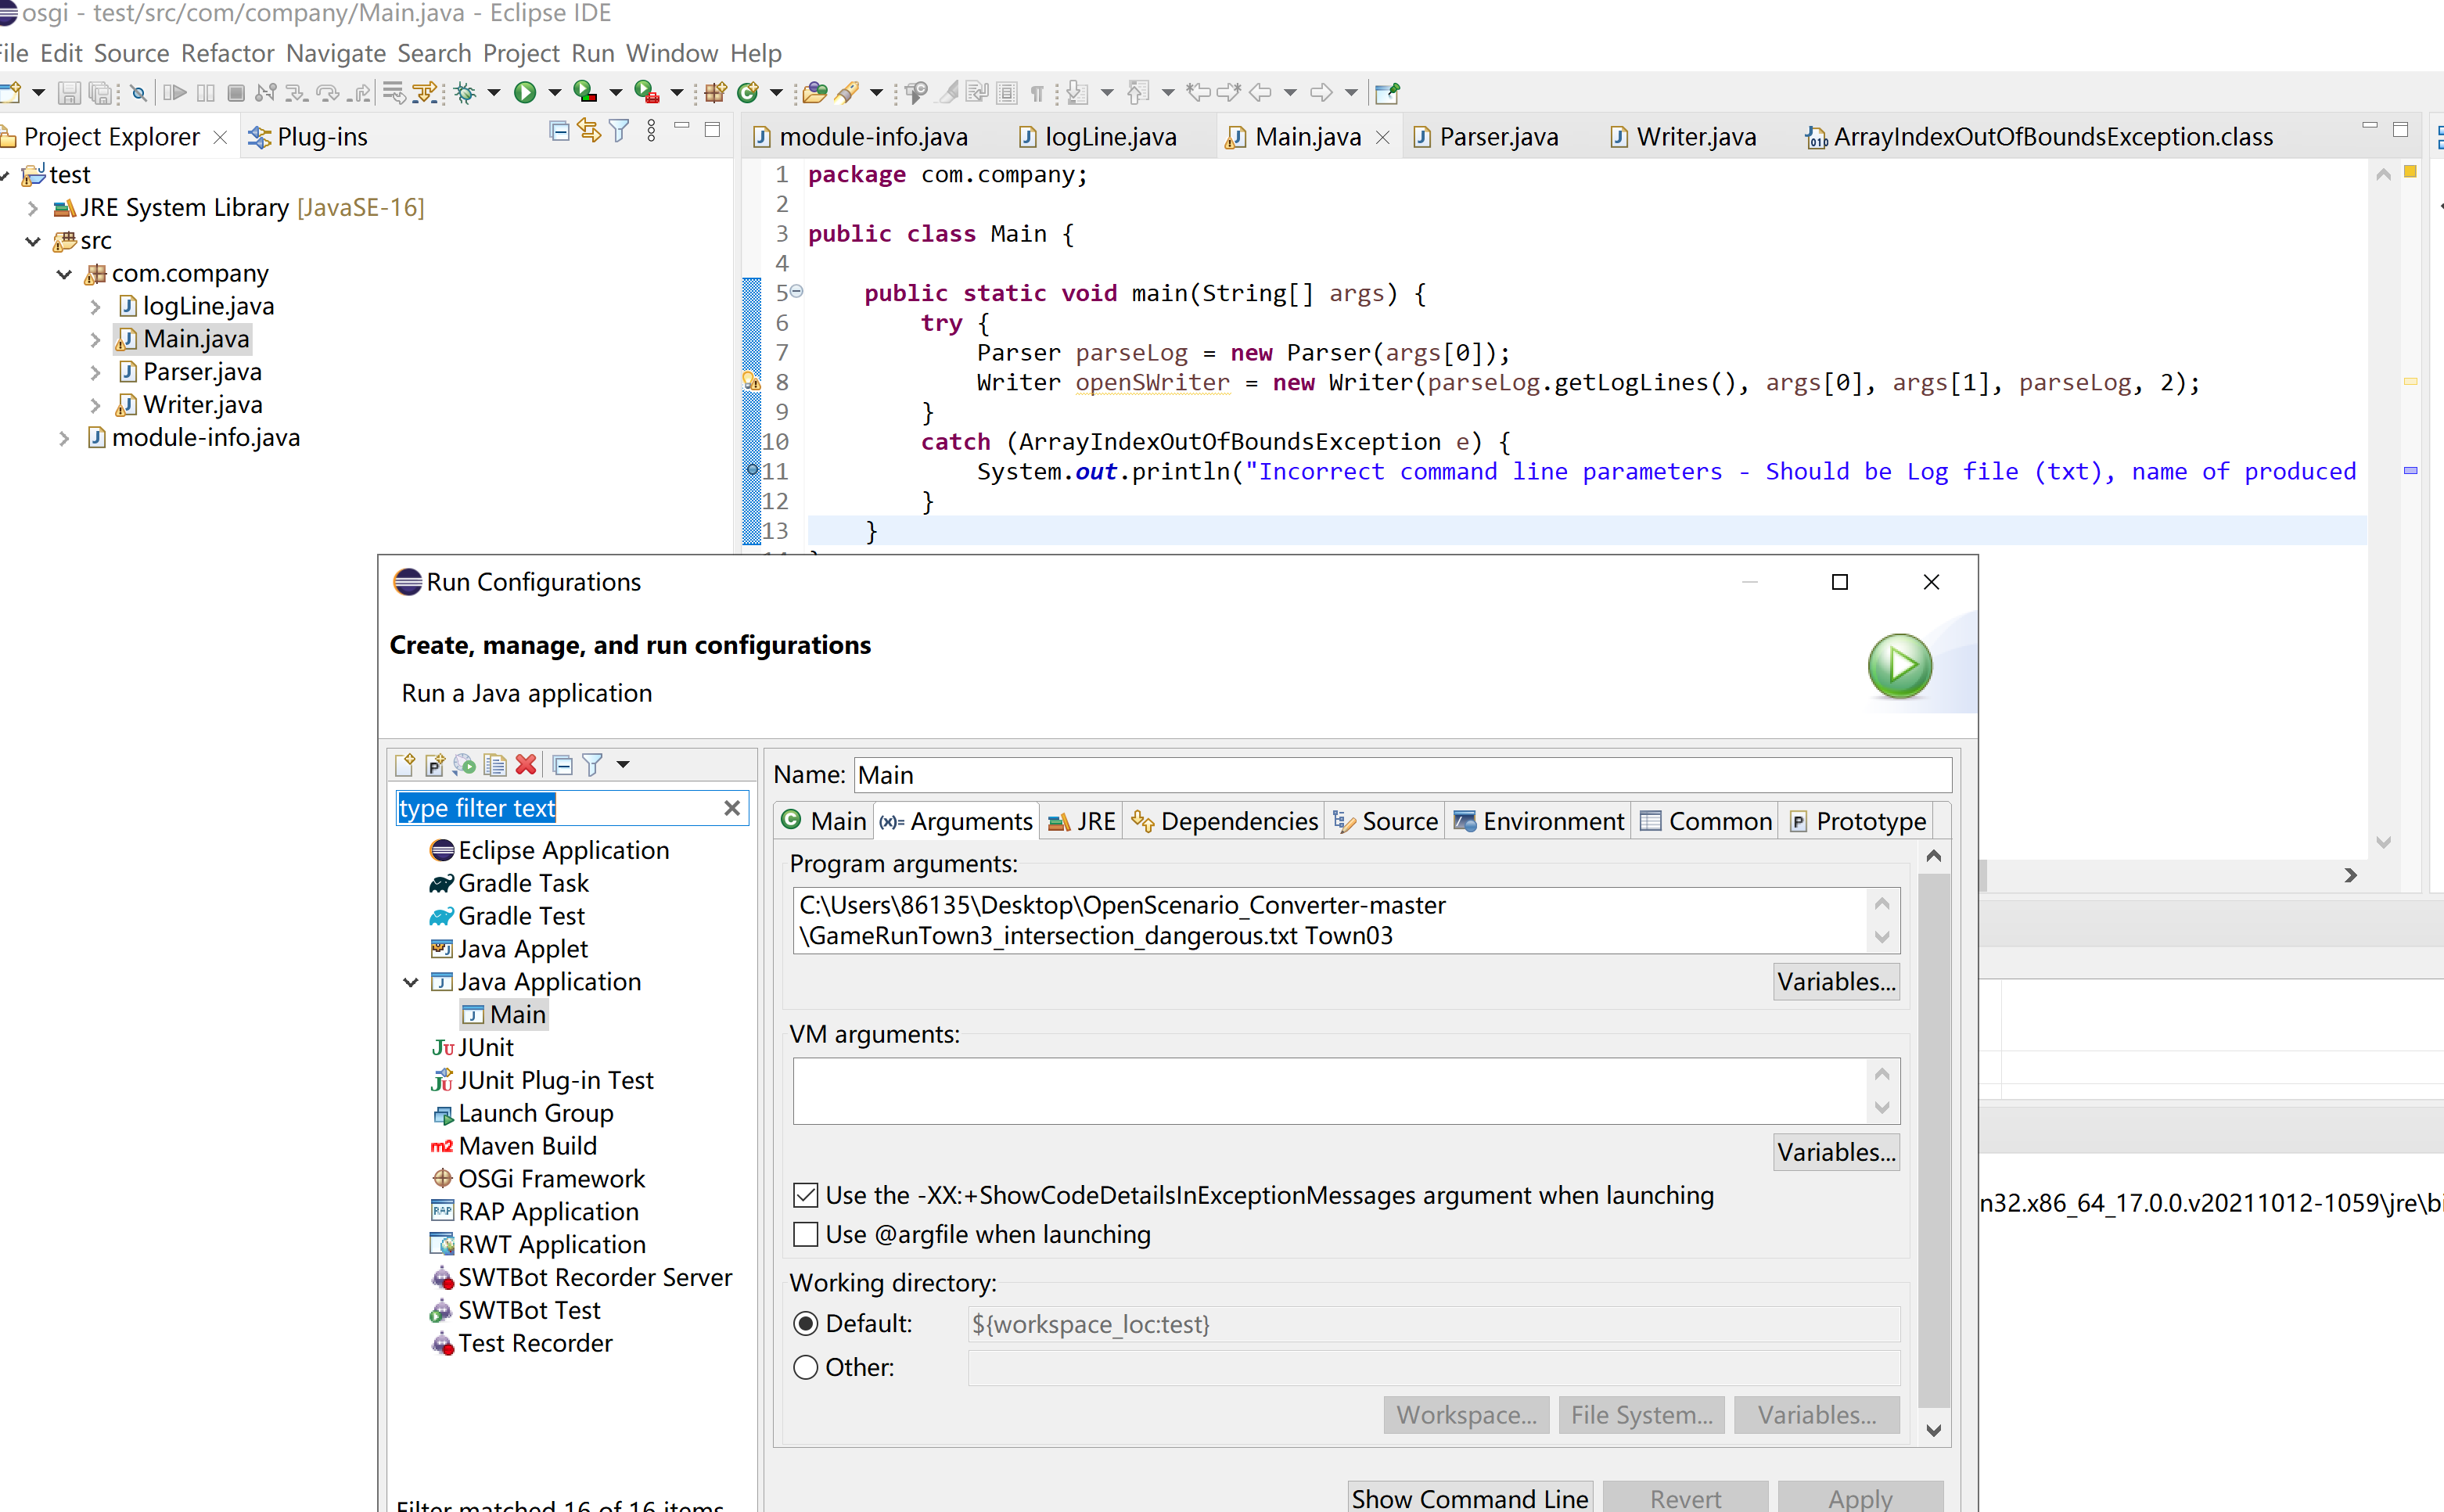 osgi - test/src/com/company/Main.java - Eclipse IDE
File Edit Source Refactor Navigate Search Project Run Window Help
Project Explorer
Plug-ins
test
JRE System Library [JavaSE-16]
src
com.company
logLine.java
Main.java
Parser.java
Writer.java
module-info.java
module-info.java
logLine.java
Main.java
Parser.java
Writer.java
ArrayIndexOutOfBoundsException.class
1 package com.company;
2
3 public class Main {
4
5 public static void main(String[] args) {
6 try {
7 Parser parseLog = new Parser(args[0]);
8 Writer openSWriter = new Writer(parseLog.getLogLines(), args[0], args[1], parseLog, 2);
9 }
10 catch (ArrayIndexOutOfBoundsException e) {
11 System.out.println("Incorrect command line parameters - Should be Log file (txt), name of produced
12 }
13 }
Run Configurations
Create, manage, and run configurations
Run a Java application
type filter text
Eclipse Application
Gradle Task
Gradle Test
Java Applet
Java Application
Main
JUnit
JUnit Plug-in Test
Launch Group
Maven Build
OSGi Framework
RAP Application
RWT Application
SWTBot Recorder Server
SWTBot Test
Test Recorder
Filter matched 16 of 16 items
Name: Main
Main
Arguments
JRE
Dependencies
Source
Environment
Common
Prototype
Program arguments:
C:\Users\86135\Desktop\OpenScenario_Converter-master
\GameRunTown3_intersection_dangerous.txt Town03
Variables...
VM arguments:
Variables...
Use the -XX:+ShowCodeDetailsInExceptionMessages argument when launching
Use @argfile when launching
Working directory:
Default: ${workspace_loc:test}
Other:
Workspace... File System... Variables...
Show Command Line Revert Apply
n32.x86_64_17.0.0.v20211012-1059\jre\bi